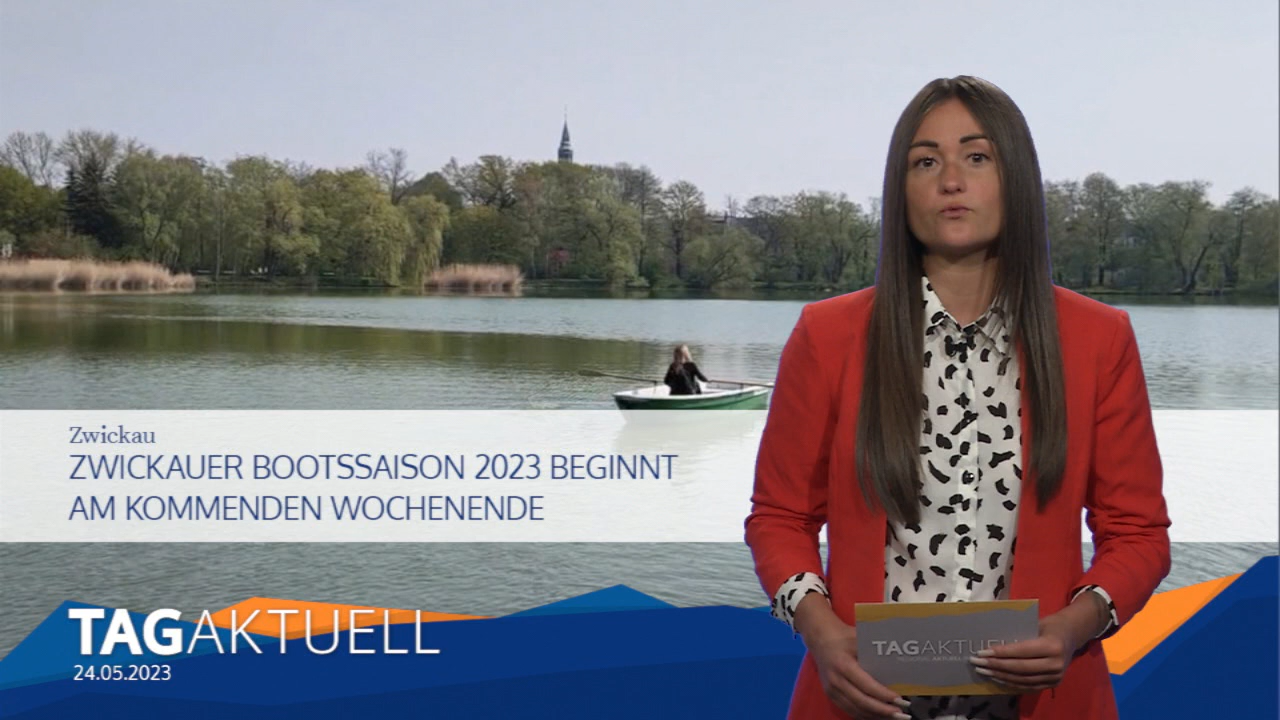 Zwickau
ZWICKAUER BOOTSSAISON 2023 BEGINNT
AM KOMMENDEN WOCHENENDE
TAGAKTUELL
24.05.2023
TAGAKTUELL